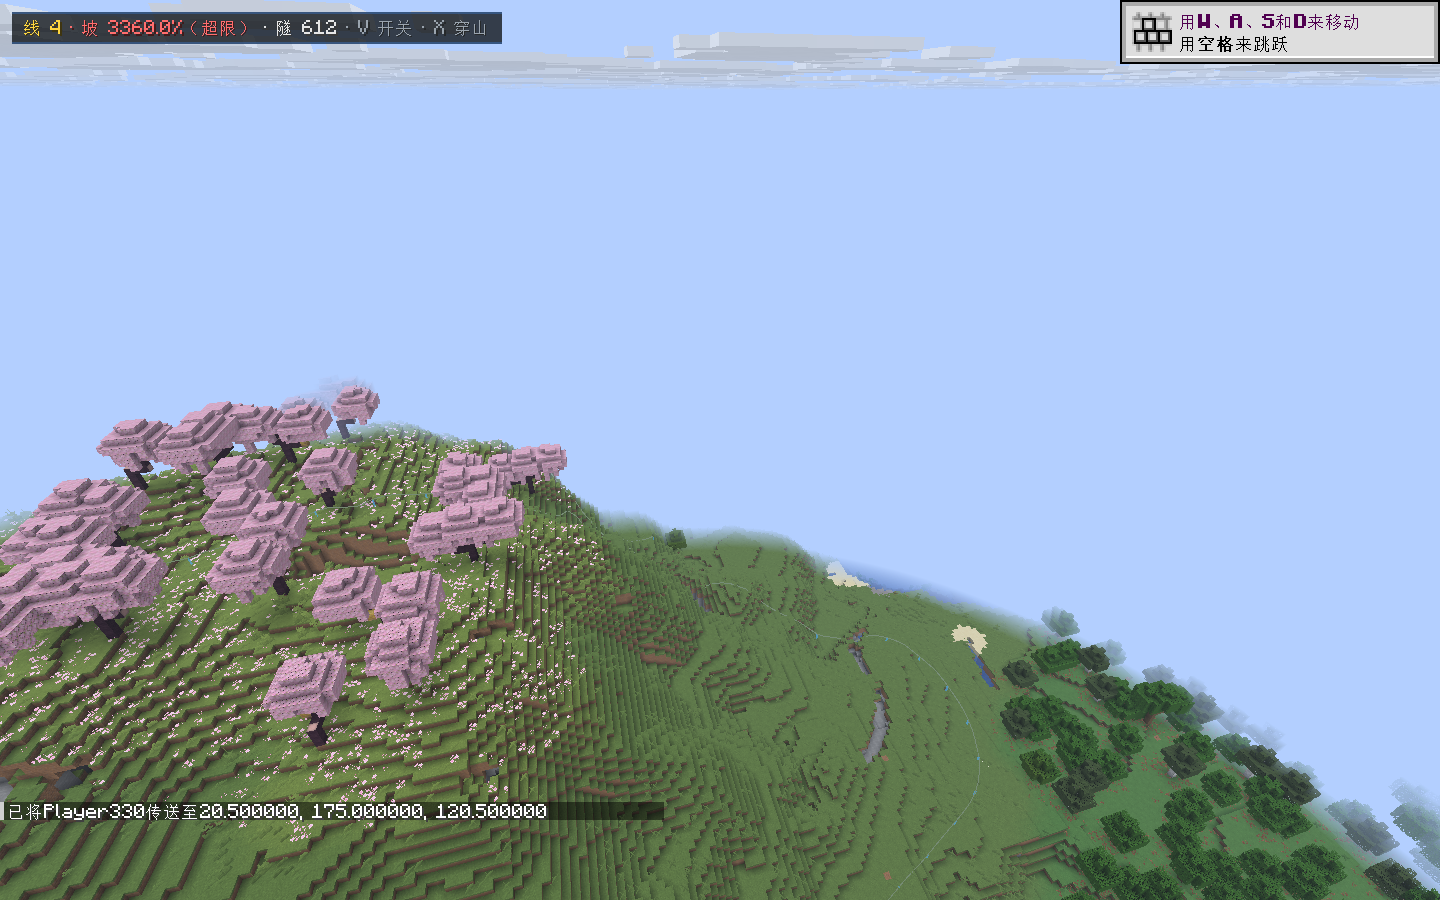 线 4 · 坡 3360.0%（超限） · 隧 612 · V 开关 · X 穿山
用W、A、S和D来移动
用空格来跳跃
已将Player330传送至20.500000, 175.000000, 120.500000